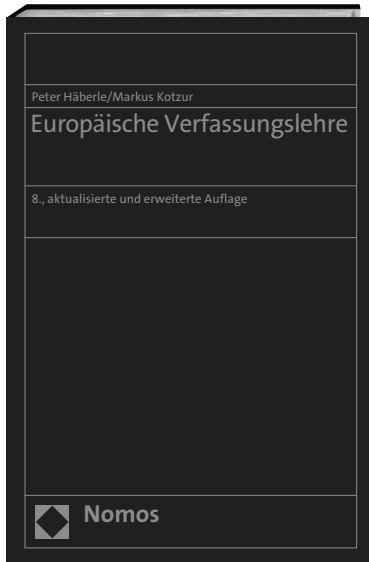 Peter Häberle/Markus Kotzur
Europäische Verfassungslehre
8., aktualisierte und erweiterte Auflage
Nomos